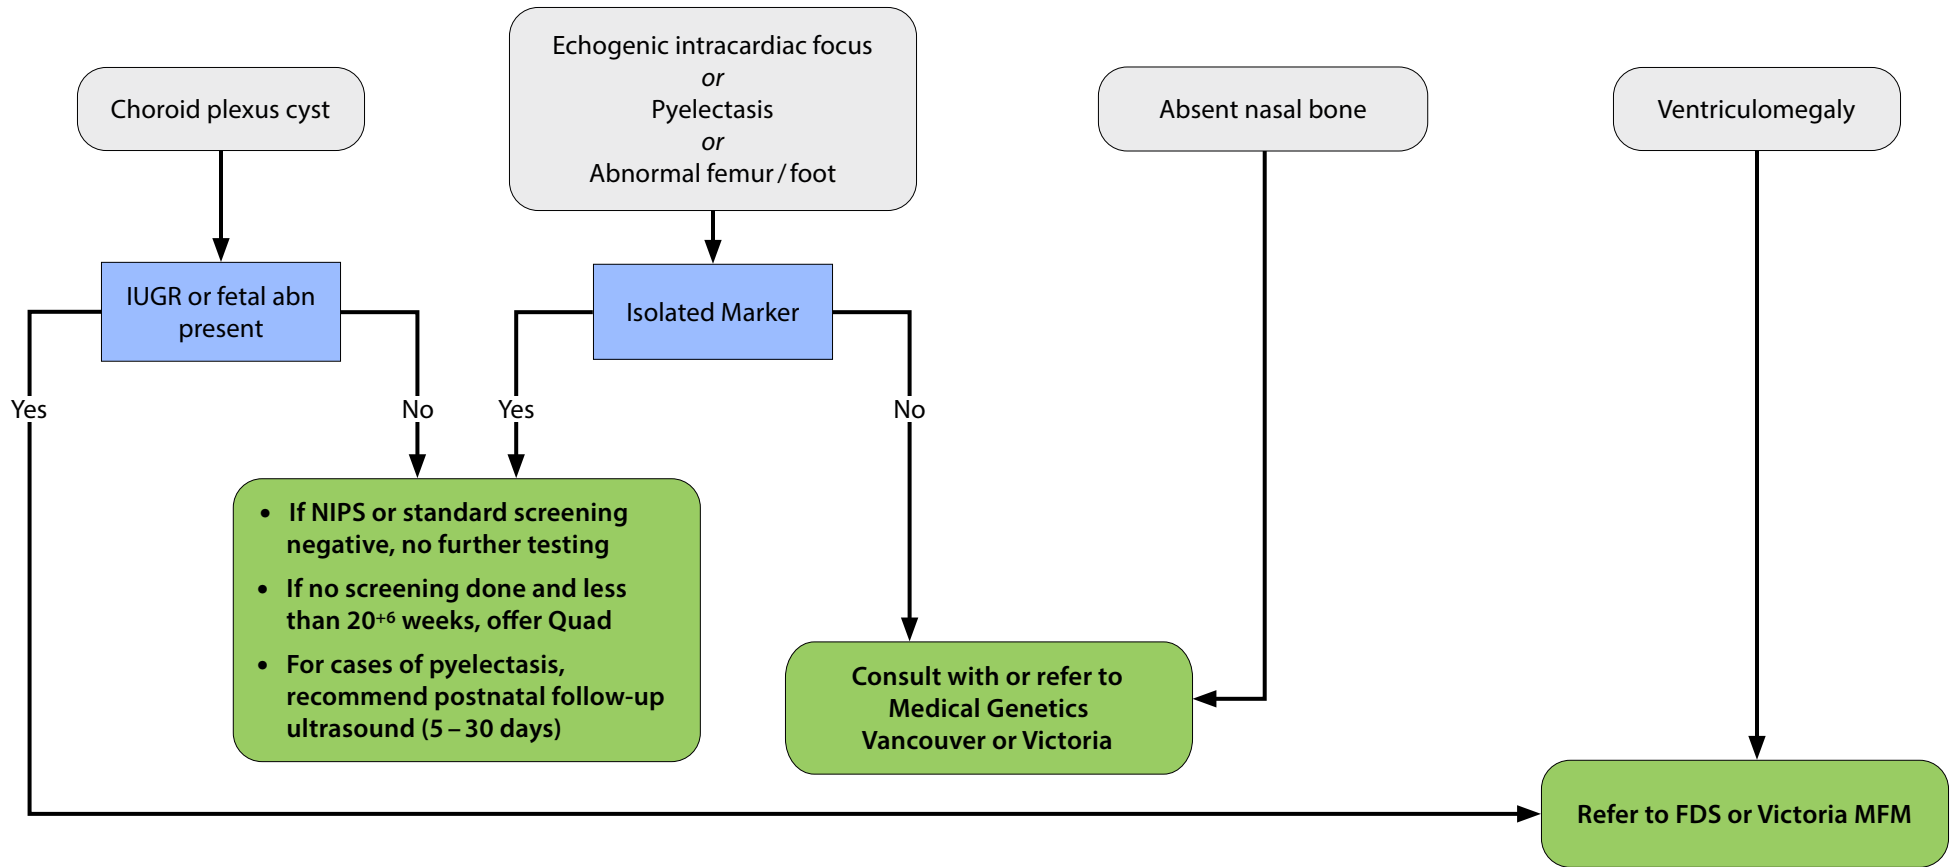 Choroid plexus cyst
Echogenic intracardiac focus
or
Pyelectasis
or
Abnormal femur / foot
Absent nasal bone
Ventriculomegaly
IUGR or fetal abn
present
Isolated Marker
Yes
No
Yes
No
• If NIPS or standard screening
negative, no further testing
• If no screening done and less
than 20+6 weeks, offer Quad
• For cases of pyelectasis,
recommend postnatal follow-up
ultrasound (5 – 30 days)
Consult with or refer to
Medical Genetics
Vancouver or Victoria
Refer to FDS or Victoria MFM